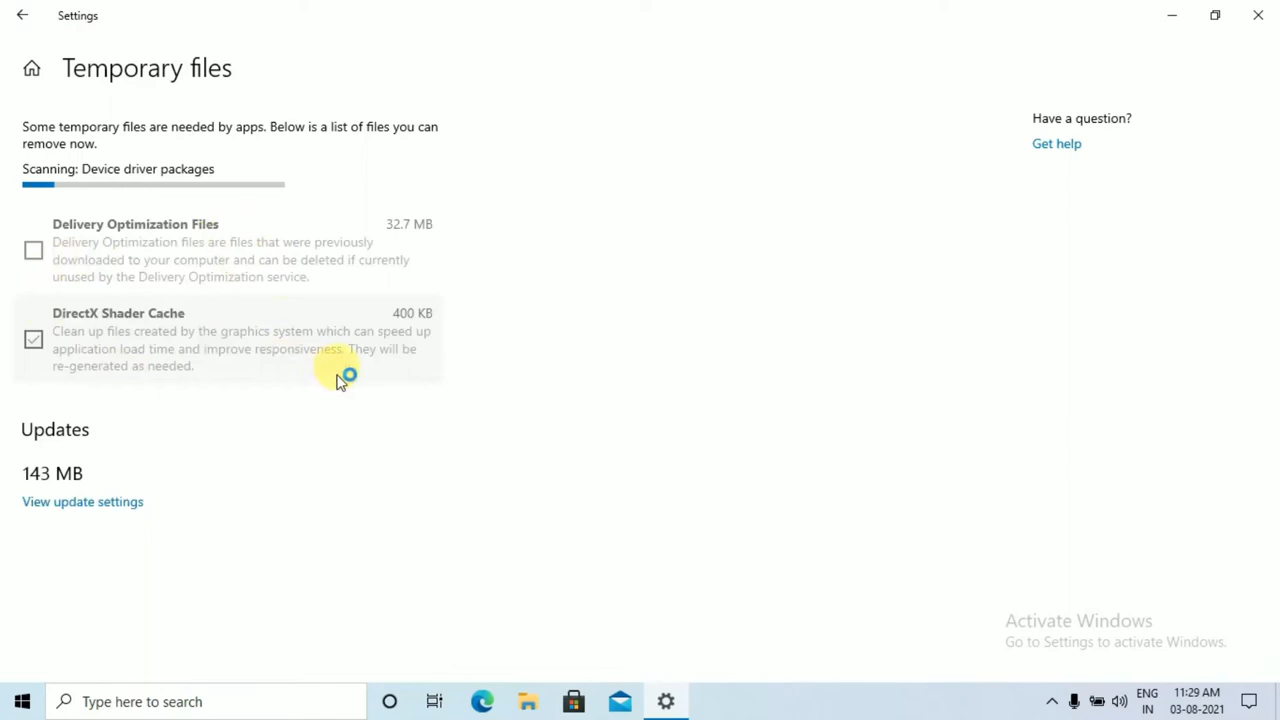 Settings
Temporary files
Some temporary files are needed by apps. Below is a list of files you can
remove now.
Scanning: Device driver packages
Delivery Optimization Files 32.7 MB
Delivery Optimization files are files that were previously
downloaded to your computer and can be deleted if currently
unused by the Delivery Optimization service.
DirectX Shader Cache 400 KB
Clean up files created by the graphics system which can speed up
application load time and improve responsiveness. They will be
re-generated as needed.
Updates
143 MB
View update settings
Have a question?
Get help
Activate Windows
Go to Settings to activate Windows.
Type here to search
ENG
IN
11:29 AM
03-08-2021